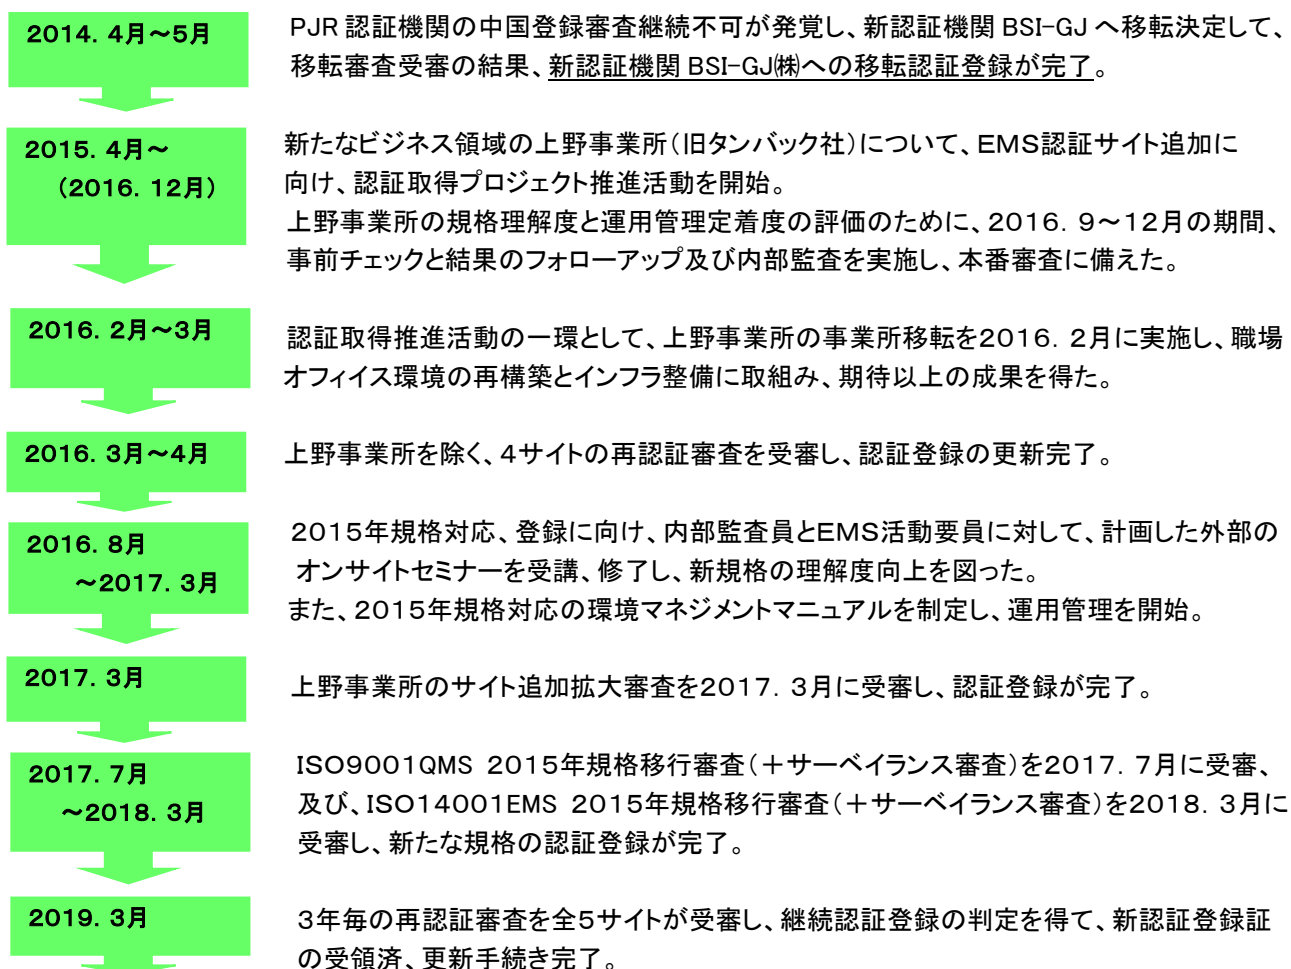 2014. 4月～5月
PJR 認証機関の中国登録審査継続不可が発覚し、新認証機関 BSI-GJ へ移転決定して、
移転審査受審の結果、新認証機関 BSI-GJ㈱への移転認証登録が完了。
2015. 4月～
(2016. 12月)
新たなビジネス領域の上野事業所(旧タンバック社)について、EMS認証サイト追加に
向け、認証取得プロジェクト推進活動を開始。
上野事業所の規格理解度と運用管理定着度の評価のために、2016. 9～12月の期間、
事前チェックと結果のフォローアップ及び内部監査を実施し、本番審査に備えた。
2016. 2月～3月
認証取得推進活動の一環として、上野事業所の事業所移転を2016. 2月に実施し、職場
オフィイス環境の再構築とインフラ整備に取組み、期待以上の成果を得た。
2016. 3月～4月
上野事業所を除く、4サイトの再認証審査を受審し、認証登録の更新完了。
2016. 8月
～2017. 3月
2015年規格対応、登録に向け、内部監査員とEMS活動要員に対して、計画した外部の
オンサイトセミナーを受講、修了し、新規格の理解度向上を図った。
また、2015年規格対応の環境マネジメントマニュアルを制定し、運用管理を開始。
2017. 3月
上野事業所のサイト追加拡大審査を2017. 3月に受審し、認証登録が完了。
2017. 7月
～2018. 3月
ISO9001QMS 2015年規格移行審査(＋サーベイランス審査)を2017. 7月に受審、
及び、ISO14001EMS 2015年規格移行審査(＋サーベイランス審査)を2018. 3月に
受審し、新たな規格の認証登録が完了。
2019. 3月
3年毎の再認証審査を全5サイトが受審し、継続認証登録の判定を得て、新認証登録証
の受領済、更新手続き完了。